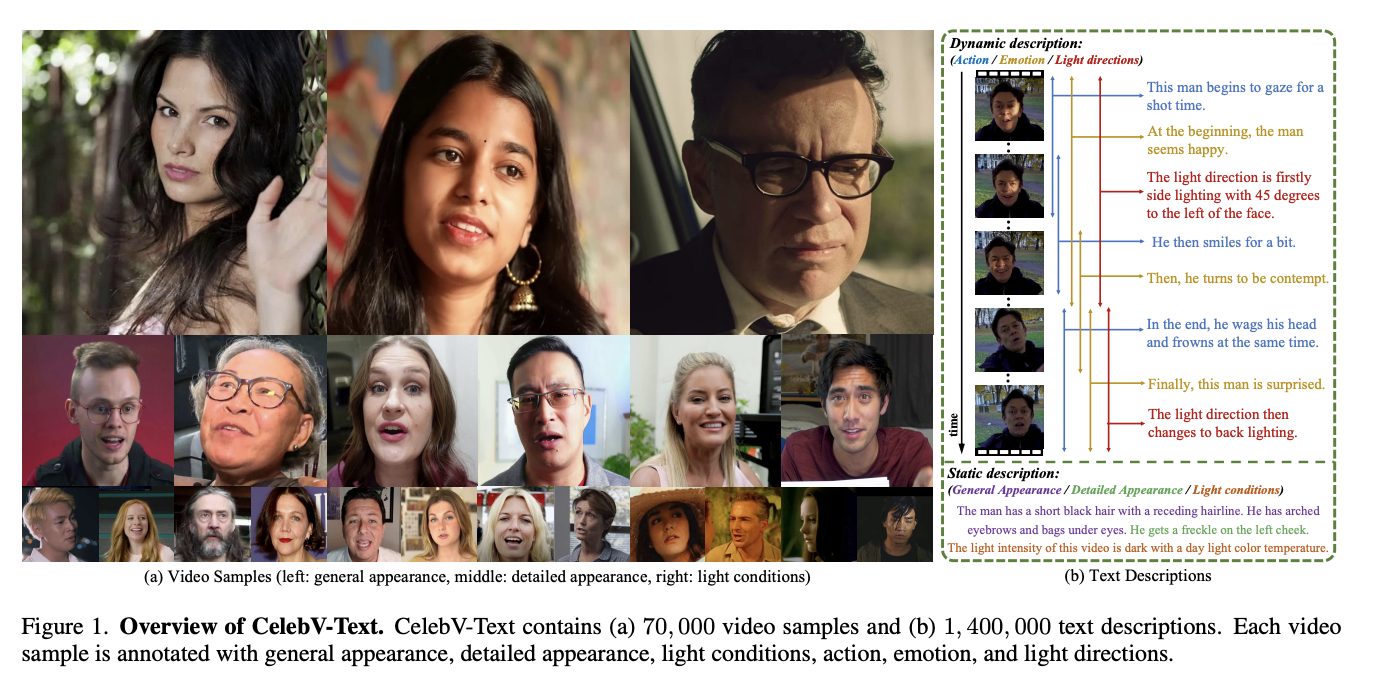 Dynamic description:
(Action / Emotion / Light directions)
This man begins to gaze for a
shot time.
At the beginning, the man
seems happy.
The light direction is firstly
side lighting with 45 degrees
to the left of the face.
He then smiles for a bit.
Then, he turns to be contempt.
In the end, he wags his head
and frowns at the same time.
Finally, this man is surprised.
The light direction then
changes to back lighting.
time
Static description:
(General Appearance / Detailed Appearance / Light conditions)
The man has a short black hair with a receding hairline. He has arched
eyebrows and bags under eyes. He gets a freckle on the left cheek.
The light intensity of this video is dark with a day light color temperature.
(a) Video Samples (left: general appearance, middle: detailed appearance, right: light conditions)
(b) Text Descriptions
Figure 1. Overview of CelebV-Text. CelebV-Text contains (a) 70,000 video samples and (b) 1,400,000 text descriptions. Each video
sample is annotated with general appearance, detailed appearance, light conditions, action, emotion, and light directions.